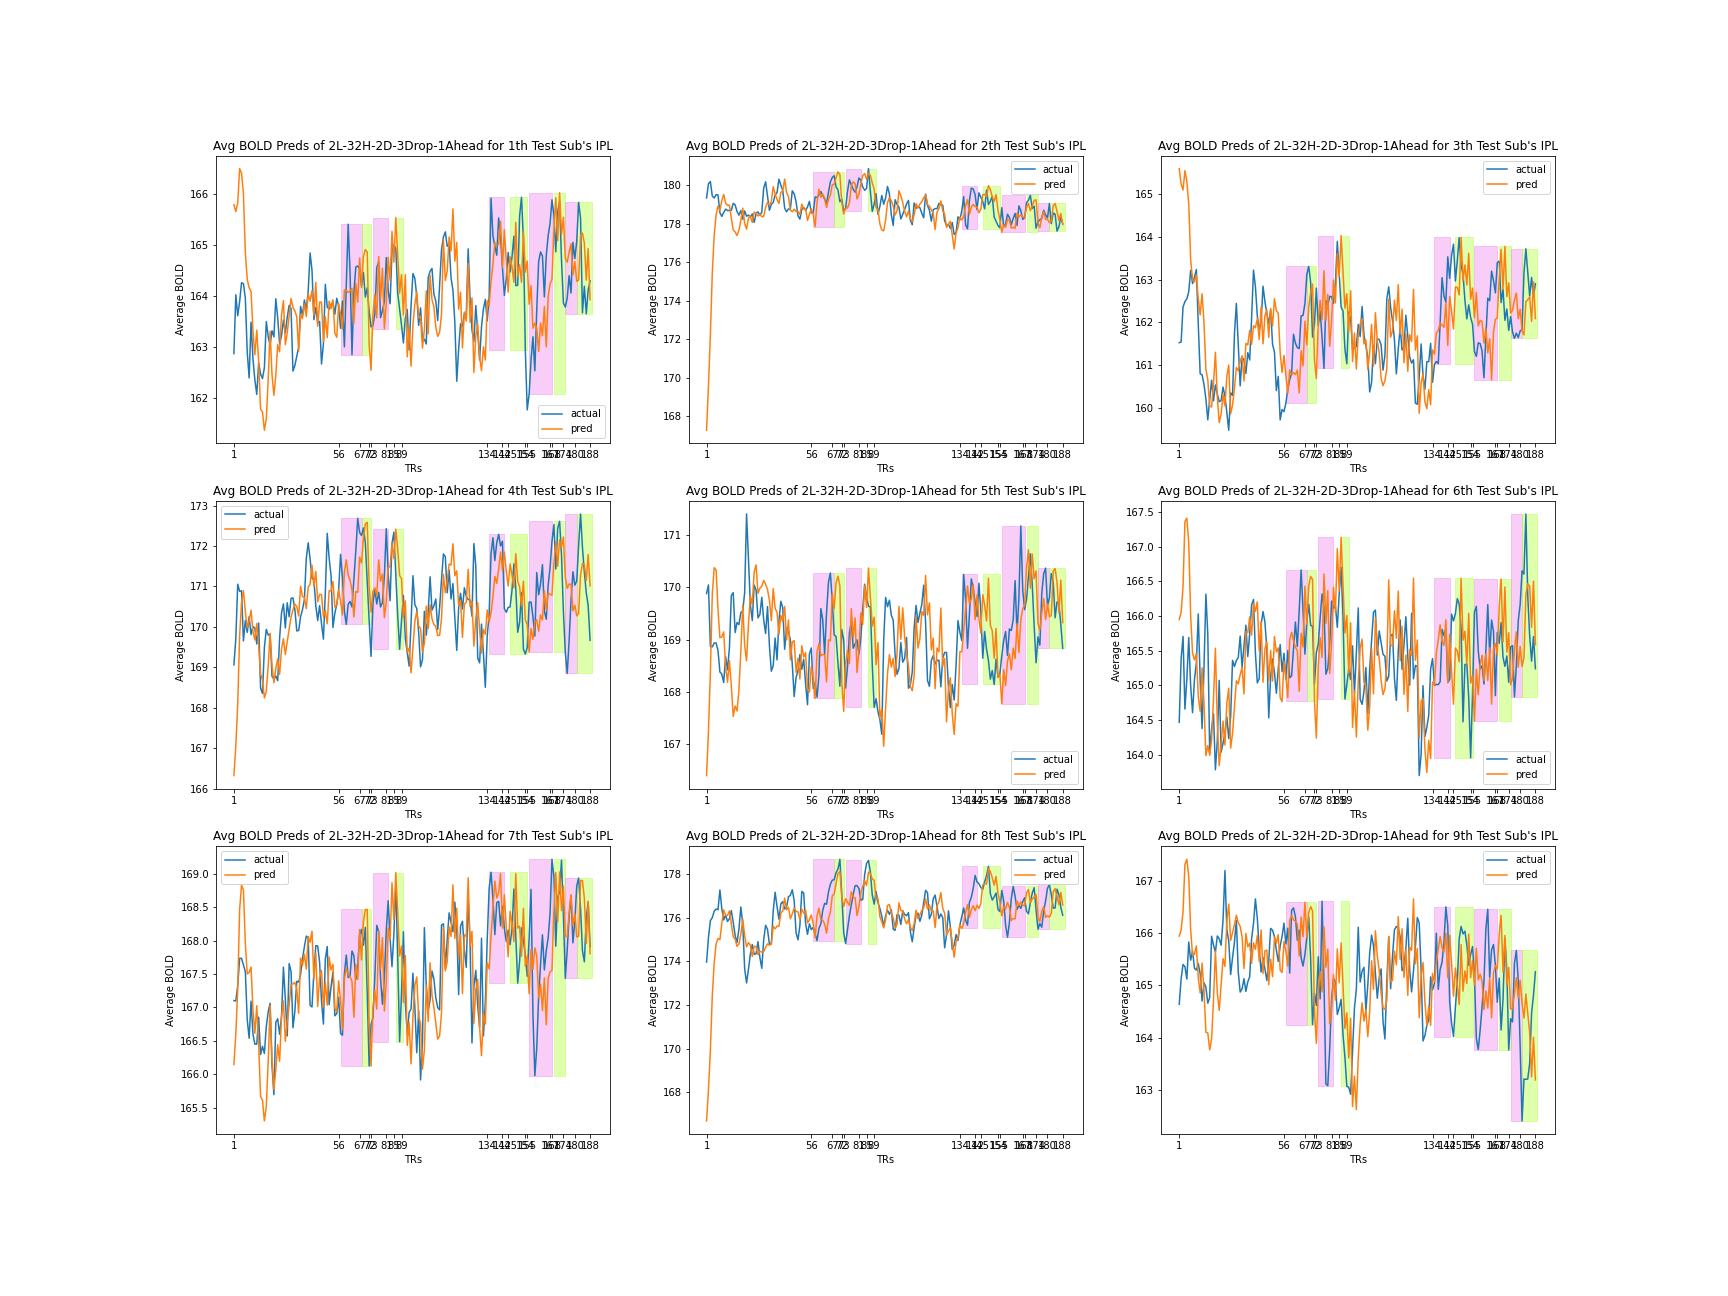 Avg BOLD Preds of 2L-32H-2D-3Drop-1Ahead for 1th Test Sub's IPL
Average BOLD
166
165
164
163
162
actual
pred
1 56
TRs
Avg BOLD Preds of 2L-32H-2D-3Drop-1Ahead for 2th Test Sub's IPL
Average BOLD
180
178
176
174
172
170
168
actual
pred
1 56
TRs
Avg BOLD Preds of 2L-32H-2D-3Drop-1Ahead for 3th Test Sub's IPL
Average BOLD
165
164
163
162
161
160
actual
pred
1 56
TRs
Avg BOLD Preds of 2L-32H-2D-3Drop-1Ahead for 4th Test Sub's IPL
Average BOLD
173
172
171
170
169
168
167
166
actual
pred
1 56
TRs
Avg BOLD Preds of 2L-32H-2D-3Drop-1Ahead for 5th Test Sub's IPL
Average BOLD
171
170
169
168
167
actual
pred
1 56
TRs
Avg BOLD Preds of 2L-32H-2D-3Drop-1Ahead for 6th Test Sub's IPL
Average BOLD
167.5
167.0
166.5
166.0
165.5
165.0
164.5
164.0
actual
pred
1 56
TRs
Avg BOLD Preds of 2L-32H-2D-3Drop-1Ahead for 7th Test Sub's IPL
Average BOLD
169.0
168.5
168.0
167.5
167.0
166.5
166.0
165.5
actual
pred
1 56
TRs
Avg BOLD Preds of 2L-32H-2D-3Drop-1Ahead for 8th Test Sub's IPL
Average BOLD
178
176
174
172
170
168
actual
pred
1 56
TRs
Avg BOLD Preds of 2L-32H-2D-3Drop-1Ahead for 9th Test Sub's IPL
Average BOLD
167
166
165
164
163
actual
pred
1 56
TRs